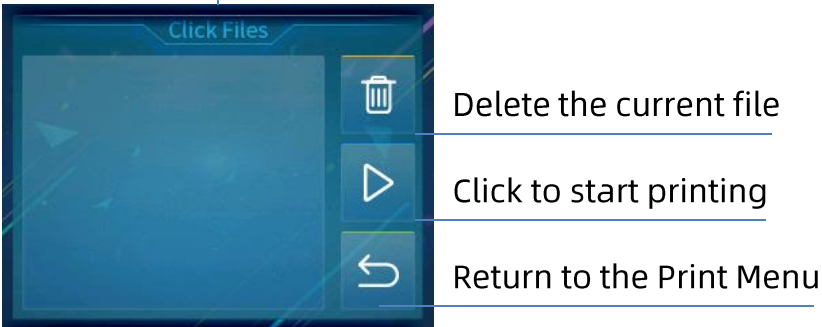 Click Files
Delete the current file
Click to start printing
Return to the Print Menu